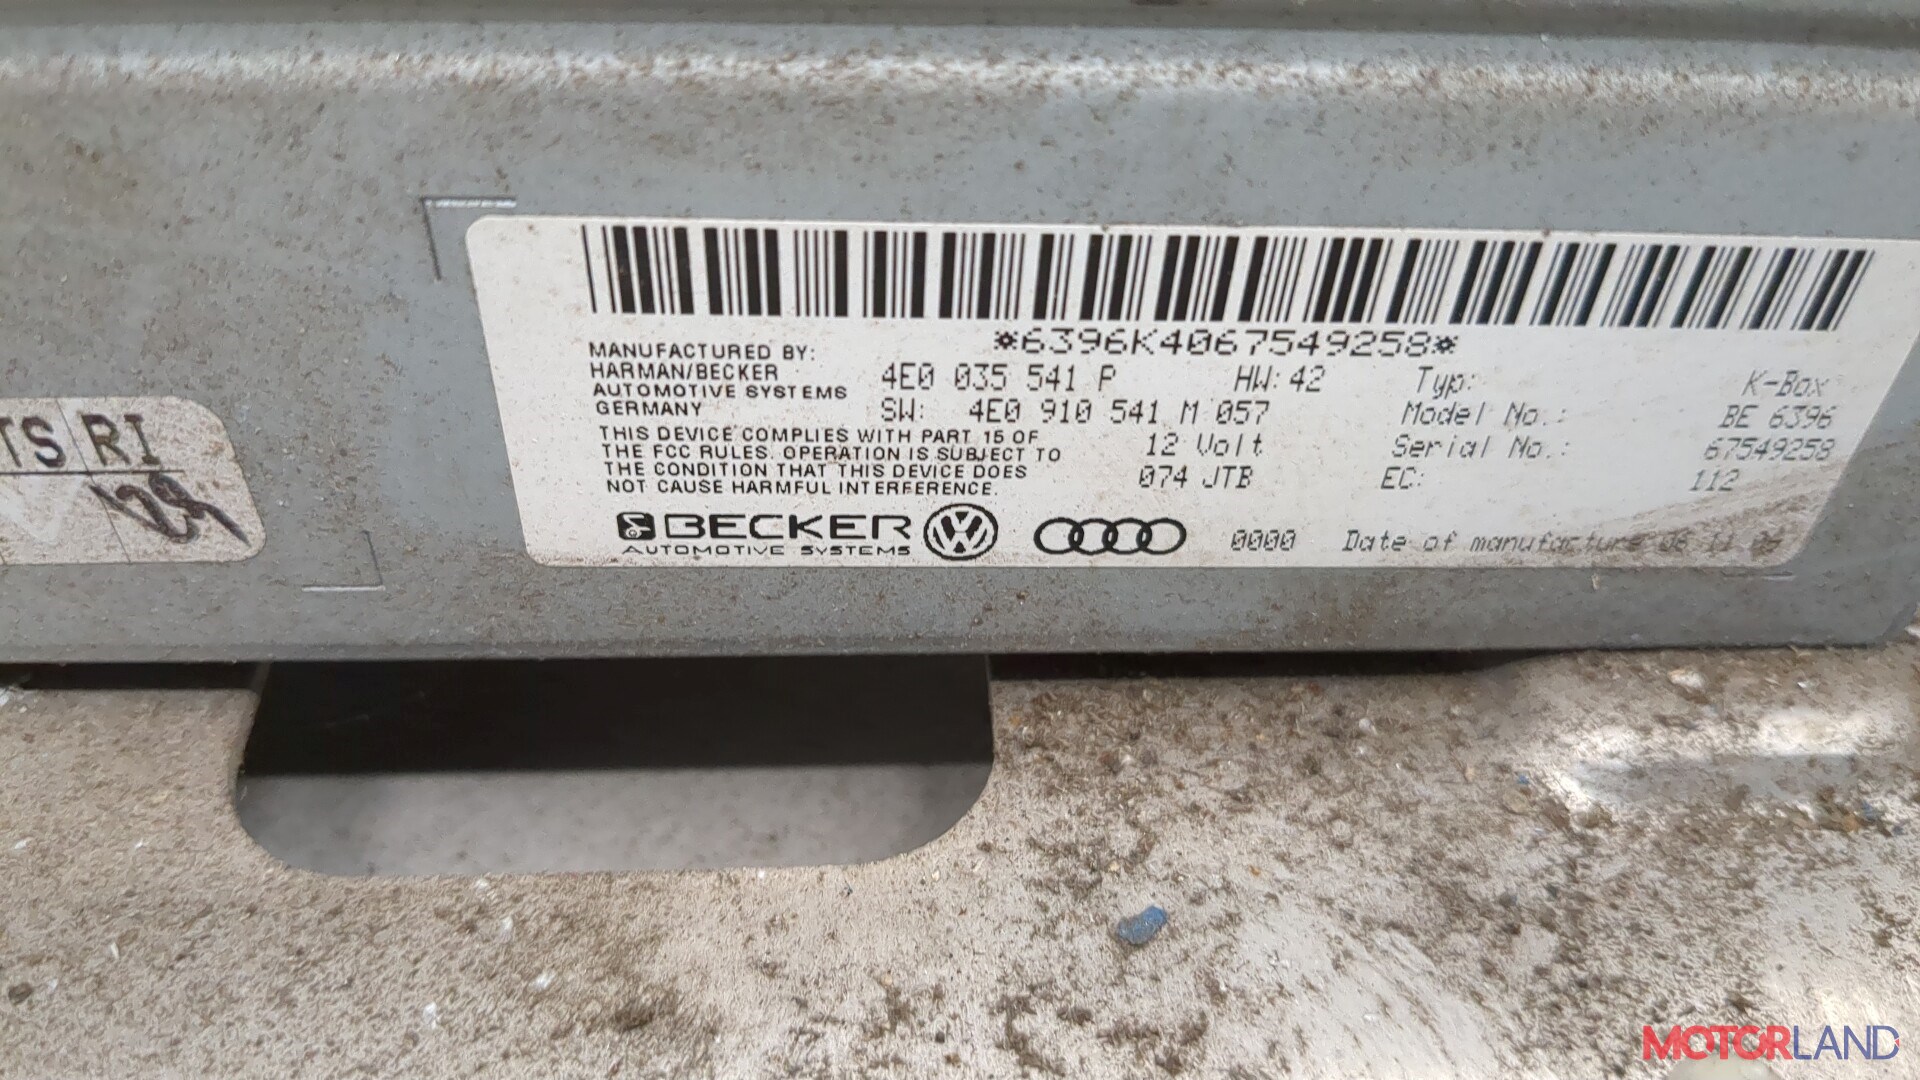 *6396K4067549258*
MANUFACTURED BY:
HARMAN/BECKER
AUTOMOTIVE SYSTEMS
GERMANY
4E0 035 541 P HW: 42 Typ: K-Box
SW: 4E0 910 541 M 057 Model No.: BE 6396
12 Volt Serial No.: 67549258
074 JTB EC: 112
THIS DEVICE COMPLIES WITH PART 15 OF
THE FCC RULES. OPERATION IS SUBJECT TO
THE CONDITION THAT THIS DEVICE DOES
NOT CAUSE HARMFUL INTERFERENCE.
BECKER
AUTOMOTIVE SYSTEMS
0000 Date of manufacture 06 11
TS RI
MOTORLAND